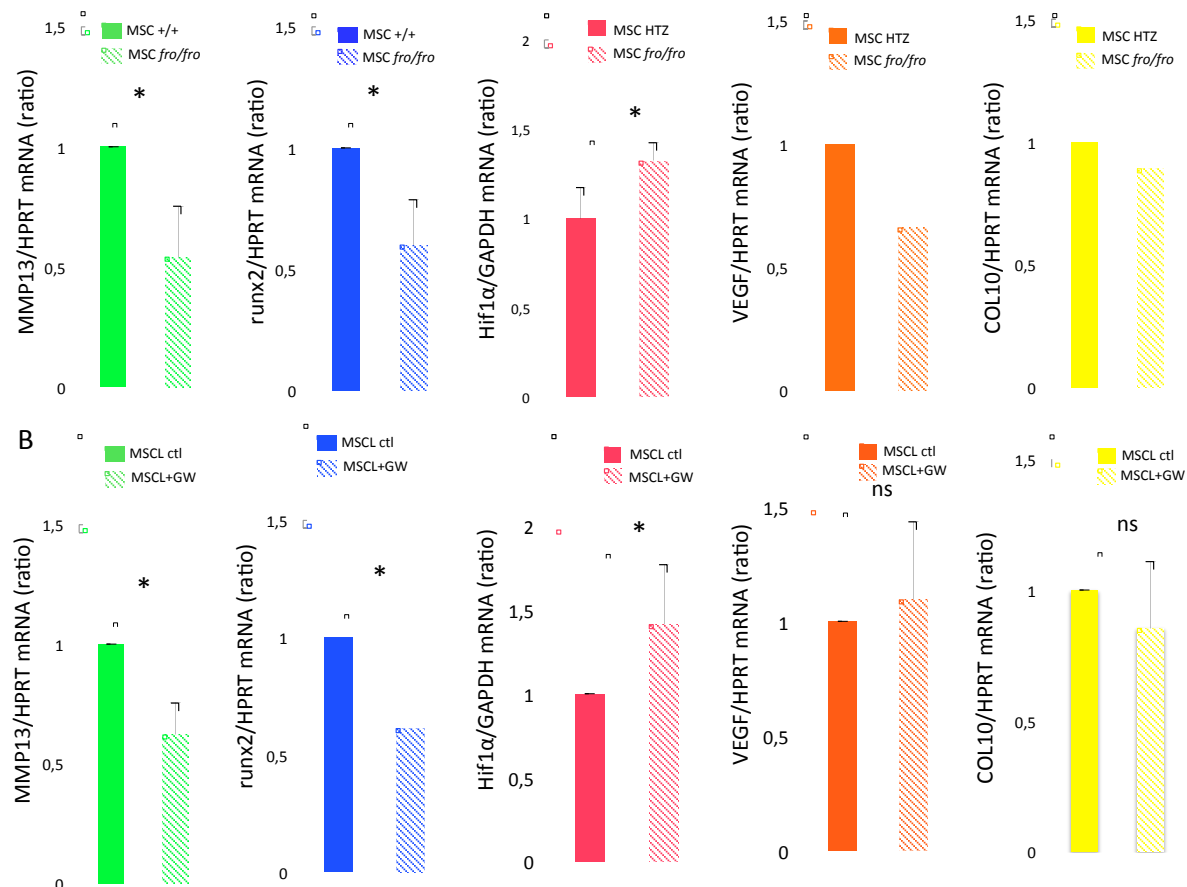 1,5
MSC +/+
MSC fro/fro
*
MMP13/HPRT mRNA (ratio)
1
0,5
0
1,5
MSC +/+
MSC fro/fro
*
runx2/HPRT mRNA (ratio)
1
0,5
0
2
MSC HTZ
MSC fro/fro
*
Hif1α/GAPDH mRNA (ratio)
1,5
1
0,5
0
1,5
MSC HTZ
MSC fro/fro
VEGF/HPRT mRNA (ratio)
1
0,5
0
1,5
MSC HTZ
MSC fro/fro
COL10/HPRT mRNA (ratio)
1
0,5
0
B
MSCL ctl
MSCL+GW
1,5
*
MMP13/HPRT mRNA (ratio)
1
0,5
0
MSCL ctl
MSCL+GW
1,5
*
runx2/HPRT mRNA (ratio)
1
0,5
0
MSCL ctl
MSCL+GW
2
*
Hif1α/GAPDH mRNA (ratio)
1,5
1
0,5
0
MSCL ctl
MSCL+GW
ns
1,5
VEGF/HPRT mRNA (ratio)
1
0,5
0
MSCL ctl
MSCL+GW
1,5
ns
COL10/HPRT mRNA (ratio)
1
0,5
0